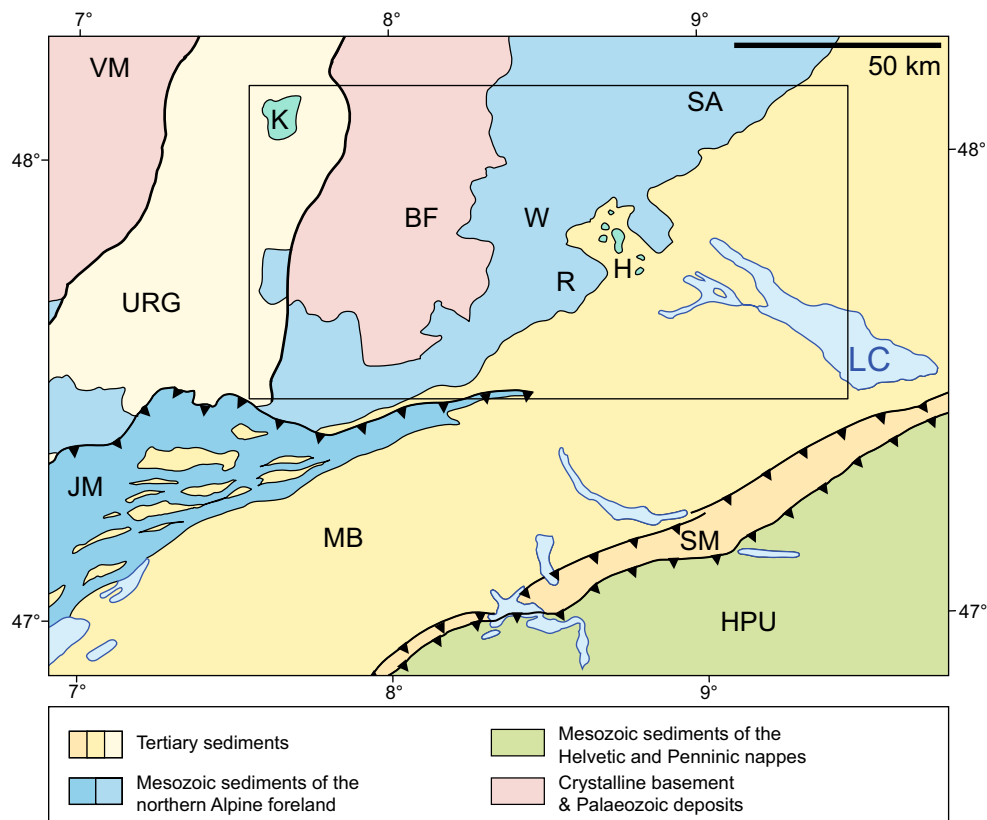 7°
8°
9°
VM
50 km
SA
K
48°
48°
BF
W
H
R
URG
LC
JM
MB
SM
47°
HPU
47°
7°
8°
9°
Tertiary sediments
Mesozoic sediments of the
northern Alpine foreland
Mesozoic sediments of the
Helvetic and Penninic nappes
Crystalline basement
& Palaeozoic deposits